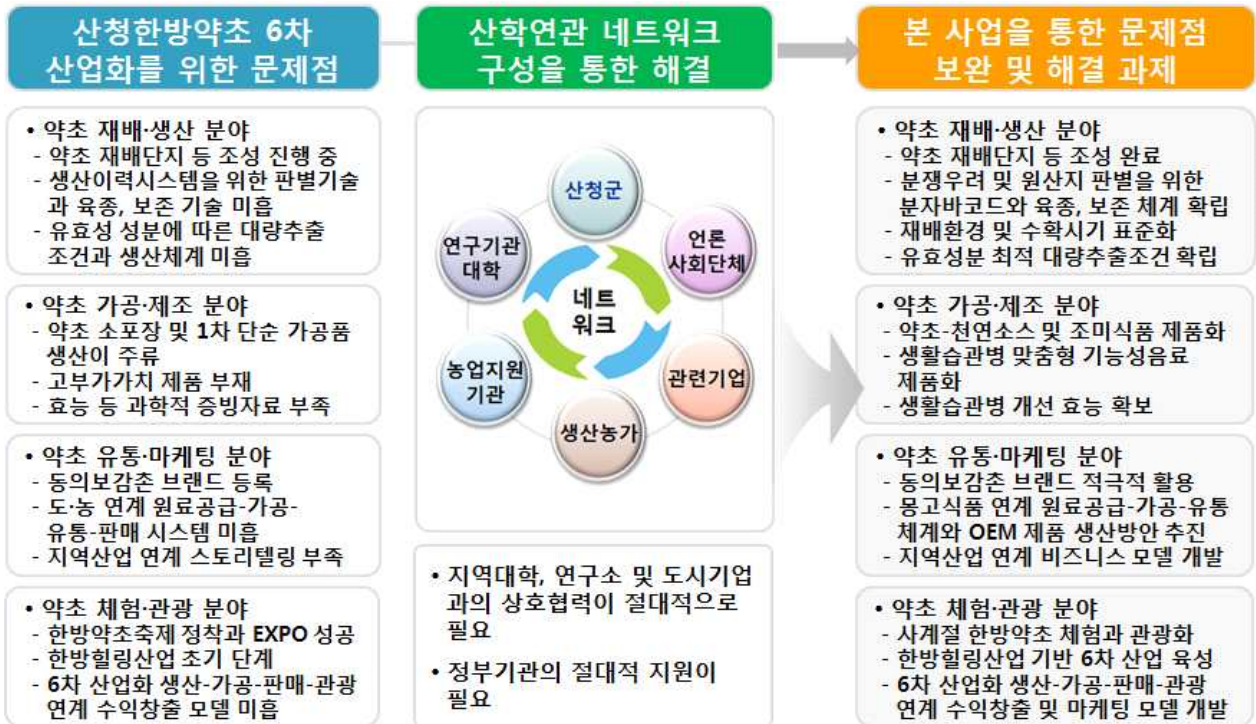 산청한방약초 6차
산업화를 위한 문제점
• 약초 재배·생산 분야
- 약초 재배단지 등 조성 진행 중
- 생산이력시스템을 위한 판별기술
과 육종, 보존 기술 미흡
- 유효성 성분에 따른 대량추출
조건과 생산체계 미흡
• 약초 가공·제조 분야
- 약초 소포장 및 1차 단순 가공품
생산이 주류
- 고부가가치 제품 부재
- 효능 등 과학적 증빙자료 부족
• 약초 유통·마케팅 분야
- 동의보감촌 브랜드 등록
- 도·농 연계 원료공급-가공-
유통-판매 시스템 미흡
- 지역산업 연계 스토리텔링 부족
• 약초 체험·관광 분야
- 한방약초축제 정착과 EXPO 성공
- 한방힐링산업 초기 단계
- 6차 산업화 생산-가공-판매-관광
연계 수익창출 모델 미흡
산학연관 네트워크
구성을 통한 해결
산청군
언론
사회단체
관련기업
생산농가
농업지원
기관
연구기관
대학
네트
워크
• 지역대학, 연구소 및 도시기업
과의 상호협력이 절대적으로
필요
• 정부기관의 절대적 지원이
필요
본 사업을 통한 문제점
보완 및 해결 과제
• 약초 재배·생산 분야
- 약초 재배단지 등 조성 완료
- 분쟁우려 및 원산지 판별을 위한
분자바코드와 육종, 보존 체계 확립
- 재배환경 및 수확시기 표준화
- 유효성분 최적 대량추출조건 확립
• 약초 가공·제조 분야
- 약초-천연소스 및 조미식품 제품화
- 생활습관병 맞춤형 기능성음료
제품화
- 생활습관병 개선 효능 확보
• 약초 유통·마케팅 분야
- 동의보감촌 브랜드 적극적 활용
- 몽고식품 연계 원료공급-가공-유통
체계와 OEM 제품 생산방안 추진
- 지역산업 연계 비즈니스 모델 개발
• 약초 체험·관광 분야
- 사계절 한방약초 체험과 관광화
- 한방힐링산업 기반 6차 산업 육성
- 6차 산업화 생산-가공-판매-관광
연계 수익창출 및 마케팅 모델 개발